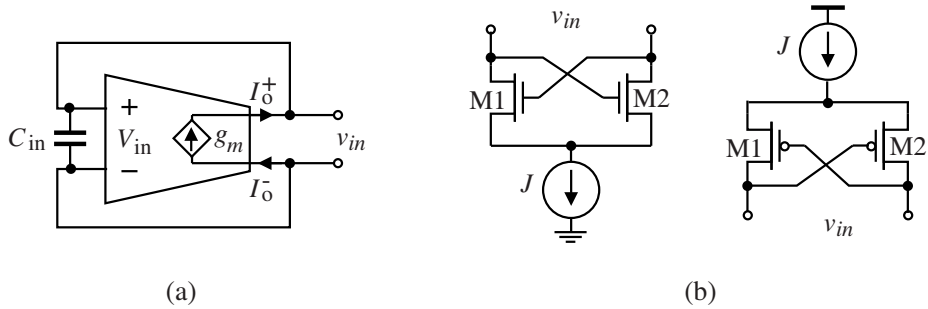 C_in
+
V_in
−
g_m
I_o^+
I_o^-
v_in
(a)
v_in
M1
M2
J
J
M1
M2
v_in
(b)